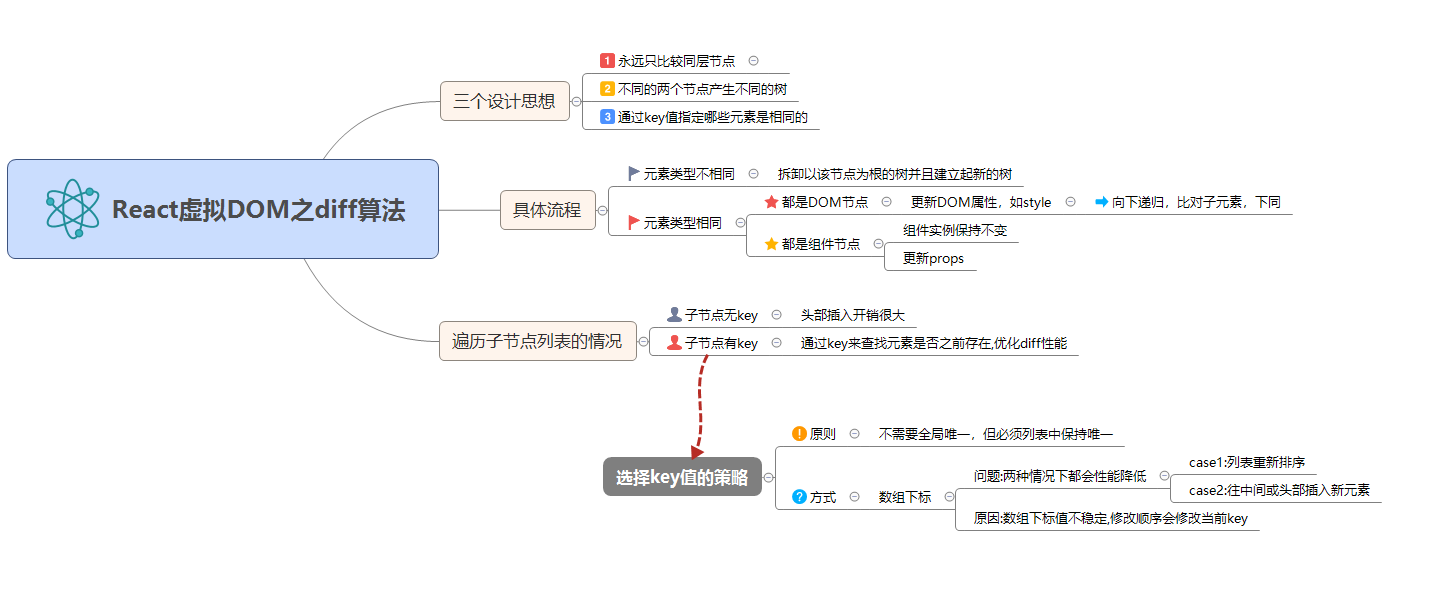 React虚拟DOM之diff算法
三个设计思想
1 永远只比较同层节点
2 不同的两个节点产生不同的树
3 通过key值指定哪些元素是相同的
具体流程
元素类型不相同
拆卸以该节点为根的树并且建立起新的树
元素类型相同
都是DOM节点
更新DOM属性，如style
向下递归，比对子元素，下同
都是组件节点
组件实例保持不变
更新props
遍历子节点列表的情况
子节点无key
头部插入开销很大
子节点有key
通过key来查找元素是否之前存在,优化diff性能
选择key值的策略
! 原则
不需要全局唯一，但必须列表中保持唯一
? 方式
数组下标
问题:两种情况下都会性能降低
case1:列表重新排序
case2:往中间或头部插入新元素
原因:数组下标值不稳定,修改顺序会修改当前key